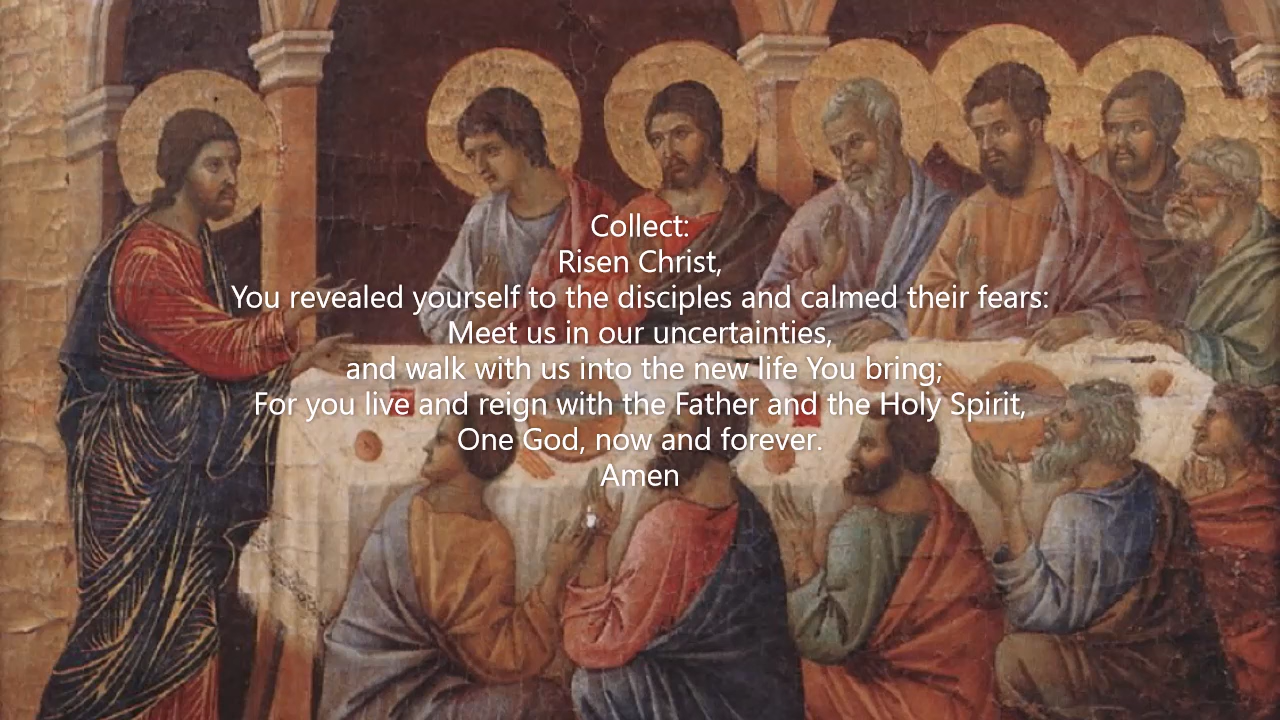 Collect:
Risen Christ,
You revealed yourself to the disciples and calmed their fears:
Meet us in our uncertainties,
and walk with us into the new life You bring;
For you live and reign with the Father and the Holy Spirit,
One God, now and forever.
Amen